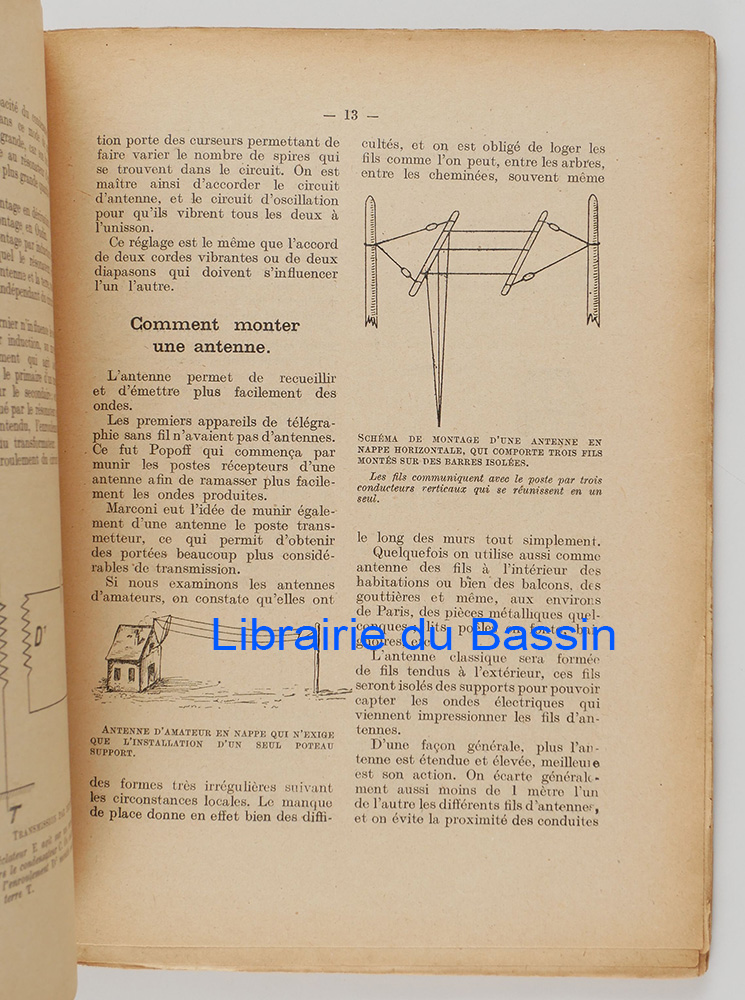 — 13 —
tion porte des curseurs permettant de
faire varier le nombre de spires qui
se trouvent dans le circuit. On est
maître ainsi d'accorder le circuit
d'antenne, et le circuit d'oscillation
pour qu'ils vibrent tous les deux à
l'unisson.
Ce réglage est le même que l'accord
de deux cordes vibrantes ou de deux
diapasons qui doivent s'influencer
l'un l'autre.
Comment monter
une antenne.
L'antenne permet de recueillir
et d'émettre plus facilement des
ondes.
Les premiers appareils de télégra-
phie sans fil n'avaient pas d'antennes.
Ce fut Popoff qui commença par
munir les postes récepteurs d'une
antenne afin de ramasser plus facile-
ment les ondes produites.
Marconi eut l'idée de munir égale-
ment d'une antenne le poste trans-
metteur, ce qui permit d'obtenir
des portées beaucoup plus considé-
rables de transmission.
Si nous examinons les antennes
d'amateurs, on constate qu'elles ont
ANTENNE D'AMATEUR EN NAPPE QUI N'EXIGE
QUE L'INSTALLATION D'UN SEUL POTEAU
SUPPORT.
des formes très irrégulières suivant
les circonstances locales. Le manque
de place donne en effet bien des diffi-
cultés, et on est obligé de loger les
fils comme l'on peut, entre les arbres,
entre les cheminées, souvent même
SCHÉMA DE MONTAGE D'UNE ANTENNE EN
NAPPE HORIZONTALE, QUI COMPORTE TROIS FILS
MONTÉS SUR DES BARRES ISOLÉES.
Les fils communiquent avec le poste par trois
conducteurs verticaux qui se réunissent en un
seul.
le long des murs tout simplement.
Quelquefois on utilise aussi comme
antenne des fils à l'intérieur des
habitations ou bien des balcons, des
gouttières et même, aux environs
de Paris, des pièces métalliques quel-
conques, lits, poêle en fonte, bai-
Librairie du Bassin
L'antenne classique sera formée
de fils tendus à l'extérieur, ces fils
seront isolés des supports pour pouvoir
capter les ondes électriques qui
viennent impressionner les fils d'an-
tennes.
D'une façon générale, plus l'an-
tenne est étendue et élevée, meilleure
est son action. On écarte générale-
ment aussi moins de 1 mètre l'un
de l'autre les différents fils d'antennes,
et on évite la proximité des conduites